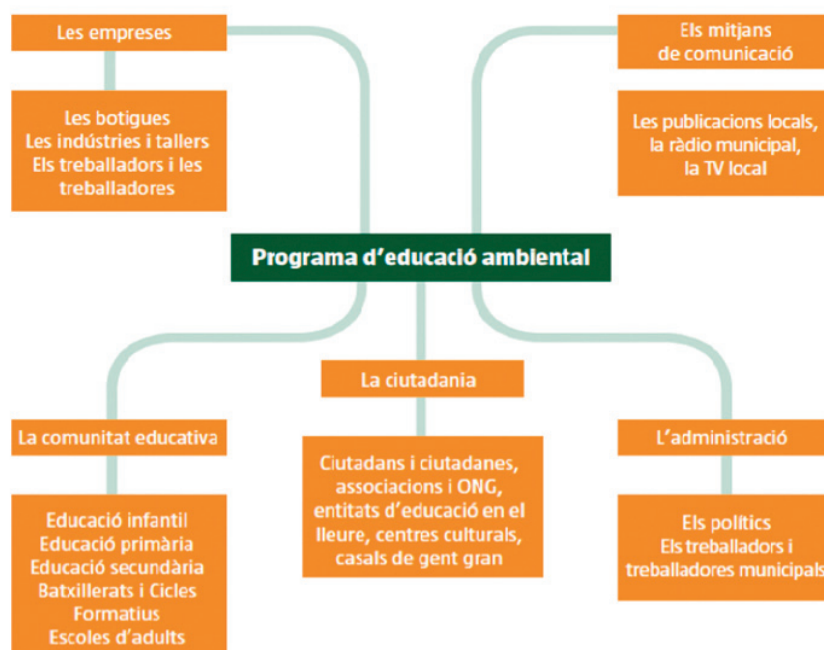 Les empreses
Les botigues
Les indústries i tallers
Els treballadors i les
treballadores
Els mitjans
de comunicació
Les publicacions locals,
la ràdio municipal,
la TV local
Programa d'educació ambiental
La comunitat educativa
Educació infantil
Educació primària
Educació secundària
Batxillerats i Cicles
Formatius
Escoles d'adults
La ciutadania
Ciutadans i ciutadanes,
associacions i ONG,
entitats d'educació en el
lleure, centres culturals,
casals de gent gran
L'administració
Els polítics
Els treballadors i
treballadores municipals